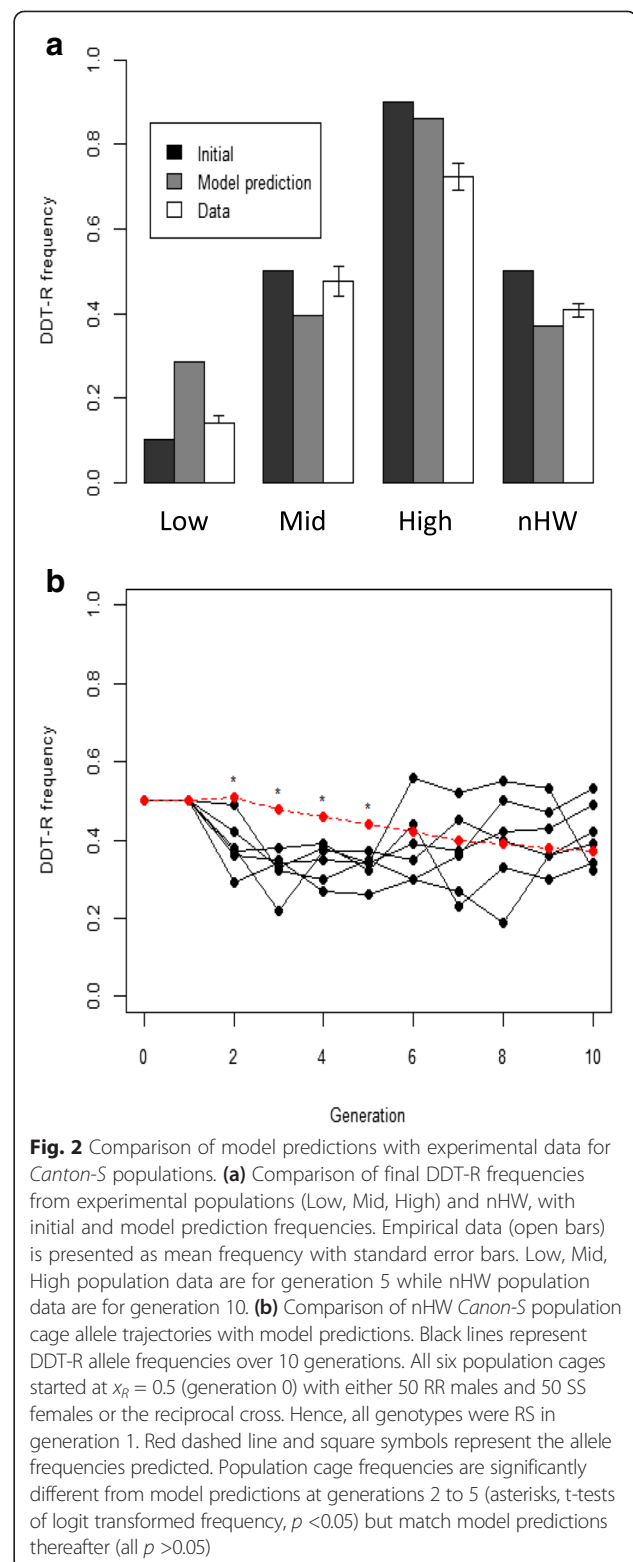 a
1.0
0.8
0.6
0.4
0.2
0.0
DDT-R frequency
Initial
Model prediction
Data
Low Mid High nHW
b
1.0
0.8
0.6
0.4
0.2
0.0
DDT-R frequency
* * * *
0 2 4 6 8 10
Generation
Fig. 2 Comparison of model predictions with experimental data for
Canton-S populations. (a) Comparison of final DDT-R frequencies
from experimental populations (Low, Mid, High) and nHW, with
initial and model prediction frequencies. Empirical data (open bars)
is presented as mean frequency with standard error bars. Low, Mid,
High population data are for generation 5 while nHW population
data are for generation 10. (b) Comparison of nHW Canon-S population
cage allele trajectories with model predictions. Black lines represent
DDT-R allele frequencies over 10 generations. All six population cages
started at xR = 0.5 (generation 0) with either 50 RR males and 50 SS
females or the reciprocal cross. Hence, all genotypes were RS in
generation 1. Red dashed line and square symbols represent the allele
frequencies predicted. Population cage frequencies are significantly
different from model predictions at generations 2 to 5 (asterisks, t-tests
of logit transformed frequency, p <0.05) but match model predictions
thereafter (all p >0.05)